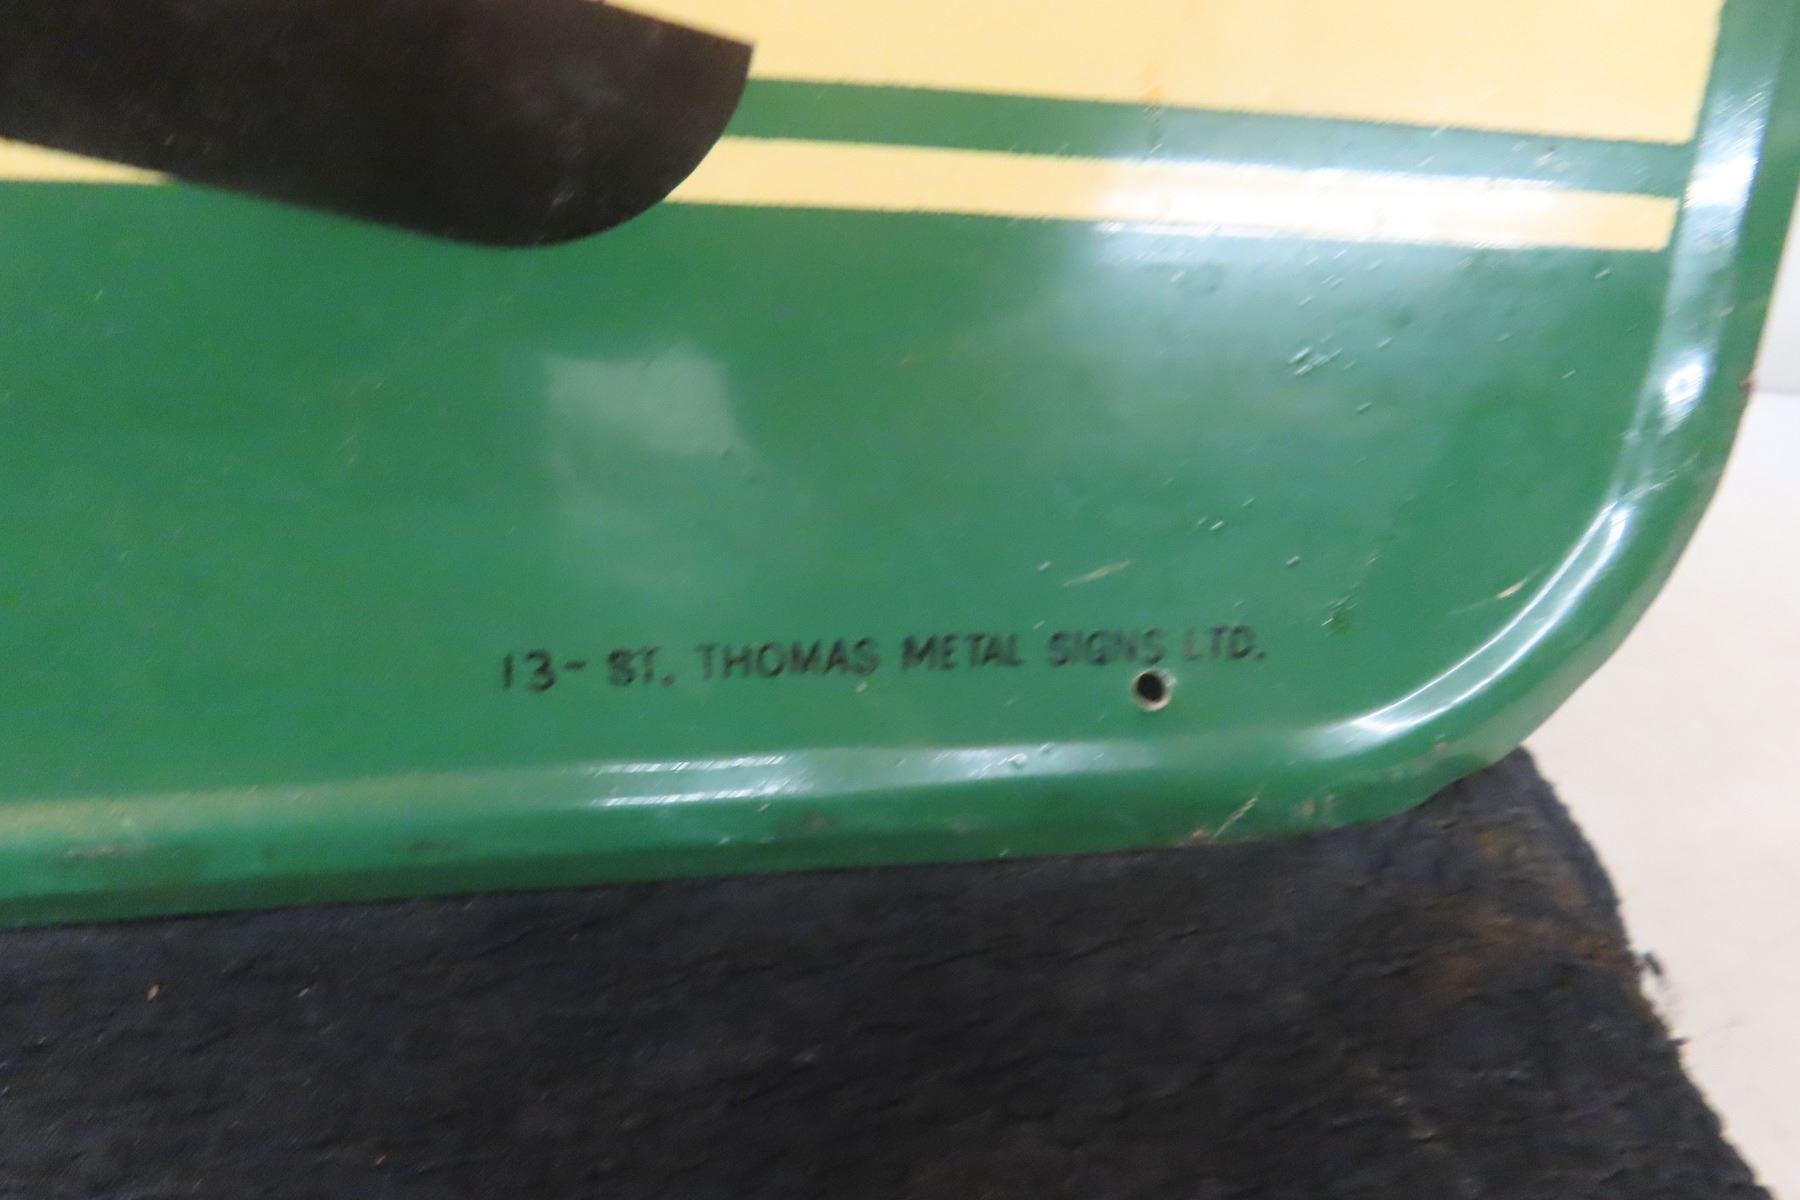 13- ST. THOMAS METAL SIGNS LTD.